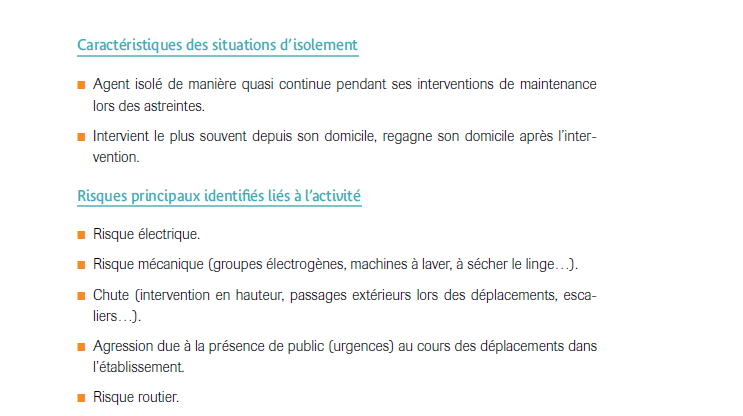 Caractéristiques des situations d'isolement
■ Agent isolé de manière quasi continue pendant ses interventions de maintenance
lors des astreintes.
■ Intervient le plus souvent depuis son domicile, regagne son domicile après l'inter-
vention.
Risques principaux identifiés liés à l'activité
■ Risque électrique.
■ Risque mécanique (groupes électrogènes, machines à laver, à sécher le linge…).
■ Chute (intervention en hauteur, passages extérieurs lors des déplacements, esca-
liers…).
■ Agression due à la présence de public (urgences) au cours des déplacements dans
l'établissement.
■ Risque routier.